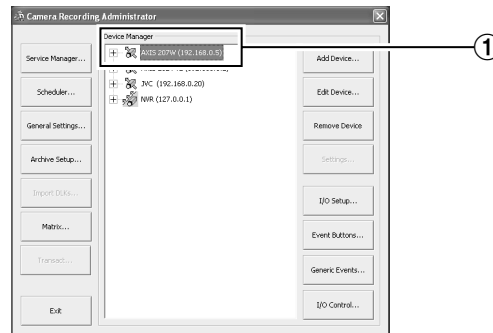 Camera Recording Administrator
Device Manager
AXIS 207W (192.168.0.5)
JVC (192.168.0.20)
NVR (127.0.0.1)
Service Manager...
Scheduler...
General Settings...
Archive Setup...
Import DLKs...
Matrix...
Transact...
Exit
Add Device...
Edit Device...
Remove Device
Settings...
I/O Setup...
Event Buttons...
Generic Events...
I/O Control...
1